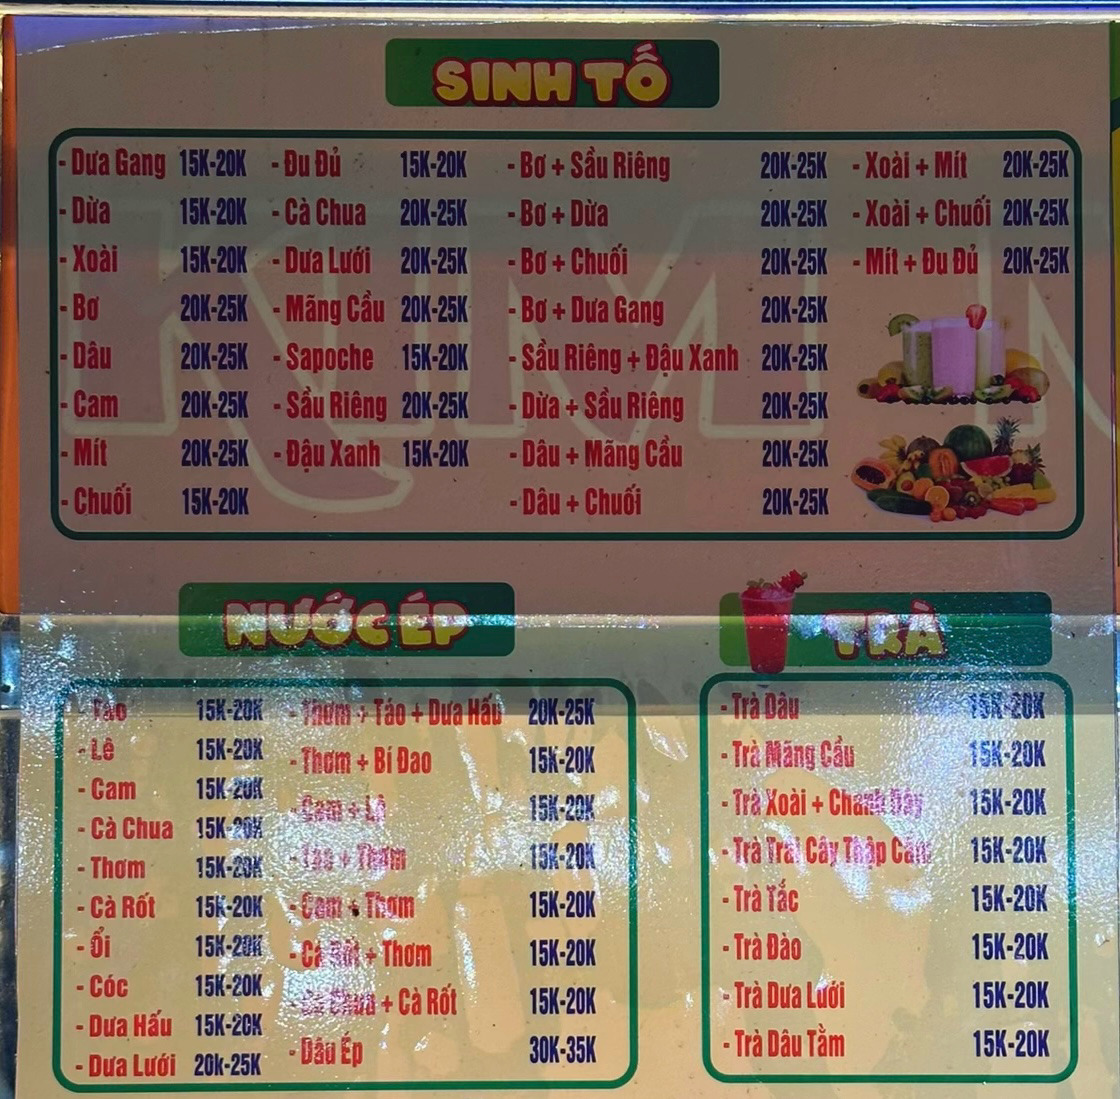 SINH TỐ
- Dưa Gang 15K-20K
- Dừa 15K-20K
- Xoài 15K-20K
- Bơ 20K-25K
- Dâu 20K-25K
- Cam 20K-25K
- Mít 20K-25K
- Chuối 15K-20K
- Đu Đủ 15K-20K
- Cà Chua 20K-25K
- Dưa Lưới 20K-25K
- Mãng Cầu 20K-25K
- Sapoche 15K-20K
- Sầu Riêng 20K-25K
- Đậu Xanh 15K-20K
- Bơ + Sầu Riêng 20K-25K
- Bơ + Dừa 20K-25K
- Bơ + Chuối 20K-25K
- Bơ + Dưa Gang 20K-25K
- Sầu Riêng + Đậu Xanh 20K-25K
- Dừa + Sầu Riêng 20K-25K
- Dâu + Mãng Cầu 20K-25K
- Dâu + Chuối 20K-25K
- Xoài + Mít 20K-25K
- Xoài + Chuối 20K-25K
- Mít + Đu Đủ 20K-25K
NƯỚC ÉP
- Táo 15K-20K
- Lê 15K-20K
- Cam 15K-20K
- Cà Chua 15K-20K
- Thơm 15K-20K
- Cà Rốt 15K-20K
- Ổi 15K-20K
- Cóc 15K-20K
- Dưa Hấu 15K-20K
- Dưa Lưới 20k-25K
- Thơm + Táo + Dưa Hấu 20K-25K
- Thơm + Bí Đao 15K-20K
- Cam + Lê 15K-20K
- Táo + Thơm 15K-20K
- Cam + Thơm 15K-20K
- Cà Rốt + Thơm 15K-20K
- Cà Chua + Cà Rốt 15K-20K
- Dâu Ép 30K-35K
TRÀ
- Trà Dâu 15K-20K
- Trà Mãng Cầu 15K-20K
- Trà Xoài + Chanh Dây 15K-20K
- Trà Trái Cây Thập Cẩm 15K-20K
- Trà Tắc 15K-20K
- Trà Đào 15K-20K
- Trà Dưa Lưới 15K-20K
- Trà Dâu Tằm 15K-20K